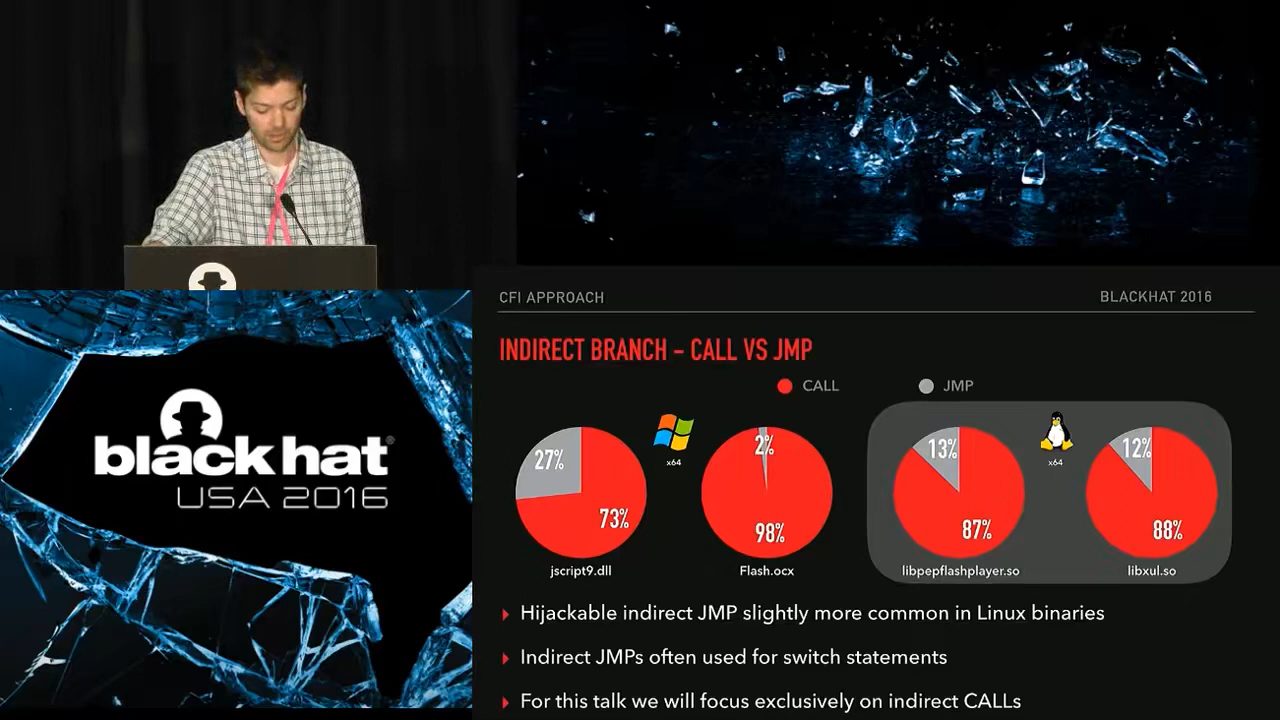 CFI APPROACH
BLACKHAT 2016
INDIRECT BRANCH - CALL VS JMP
CALL
JMP
27%
73%
jscript9.dll
x64
2%
98%
Flash.ocx
13%
87%
libpepflashplayer.so
x64
12%
88%
libxul.so
Hijackable indirect JMP slightly more common in Linux binaries
Indirect JMPs often used for switch statements
For this talk we will focus exclusively on indirect CALLs
black hat®
USA 2016